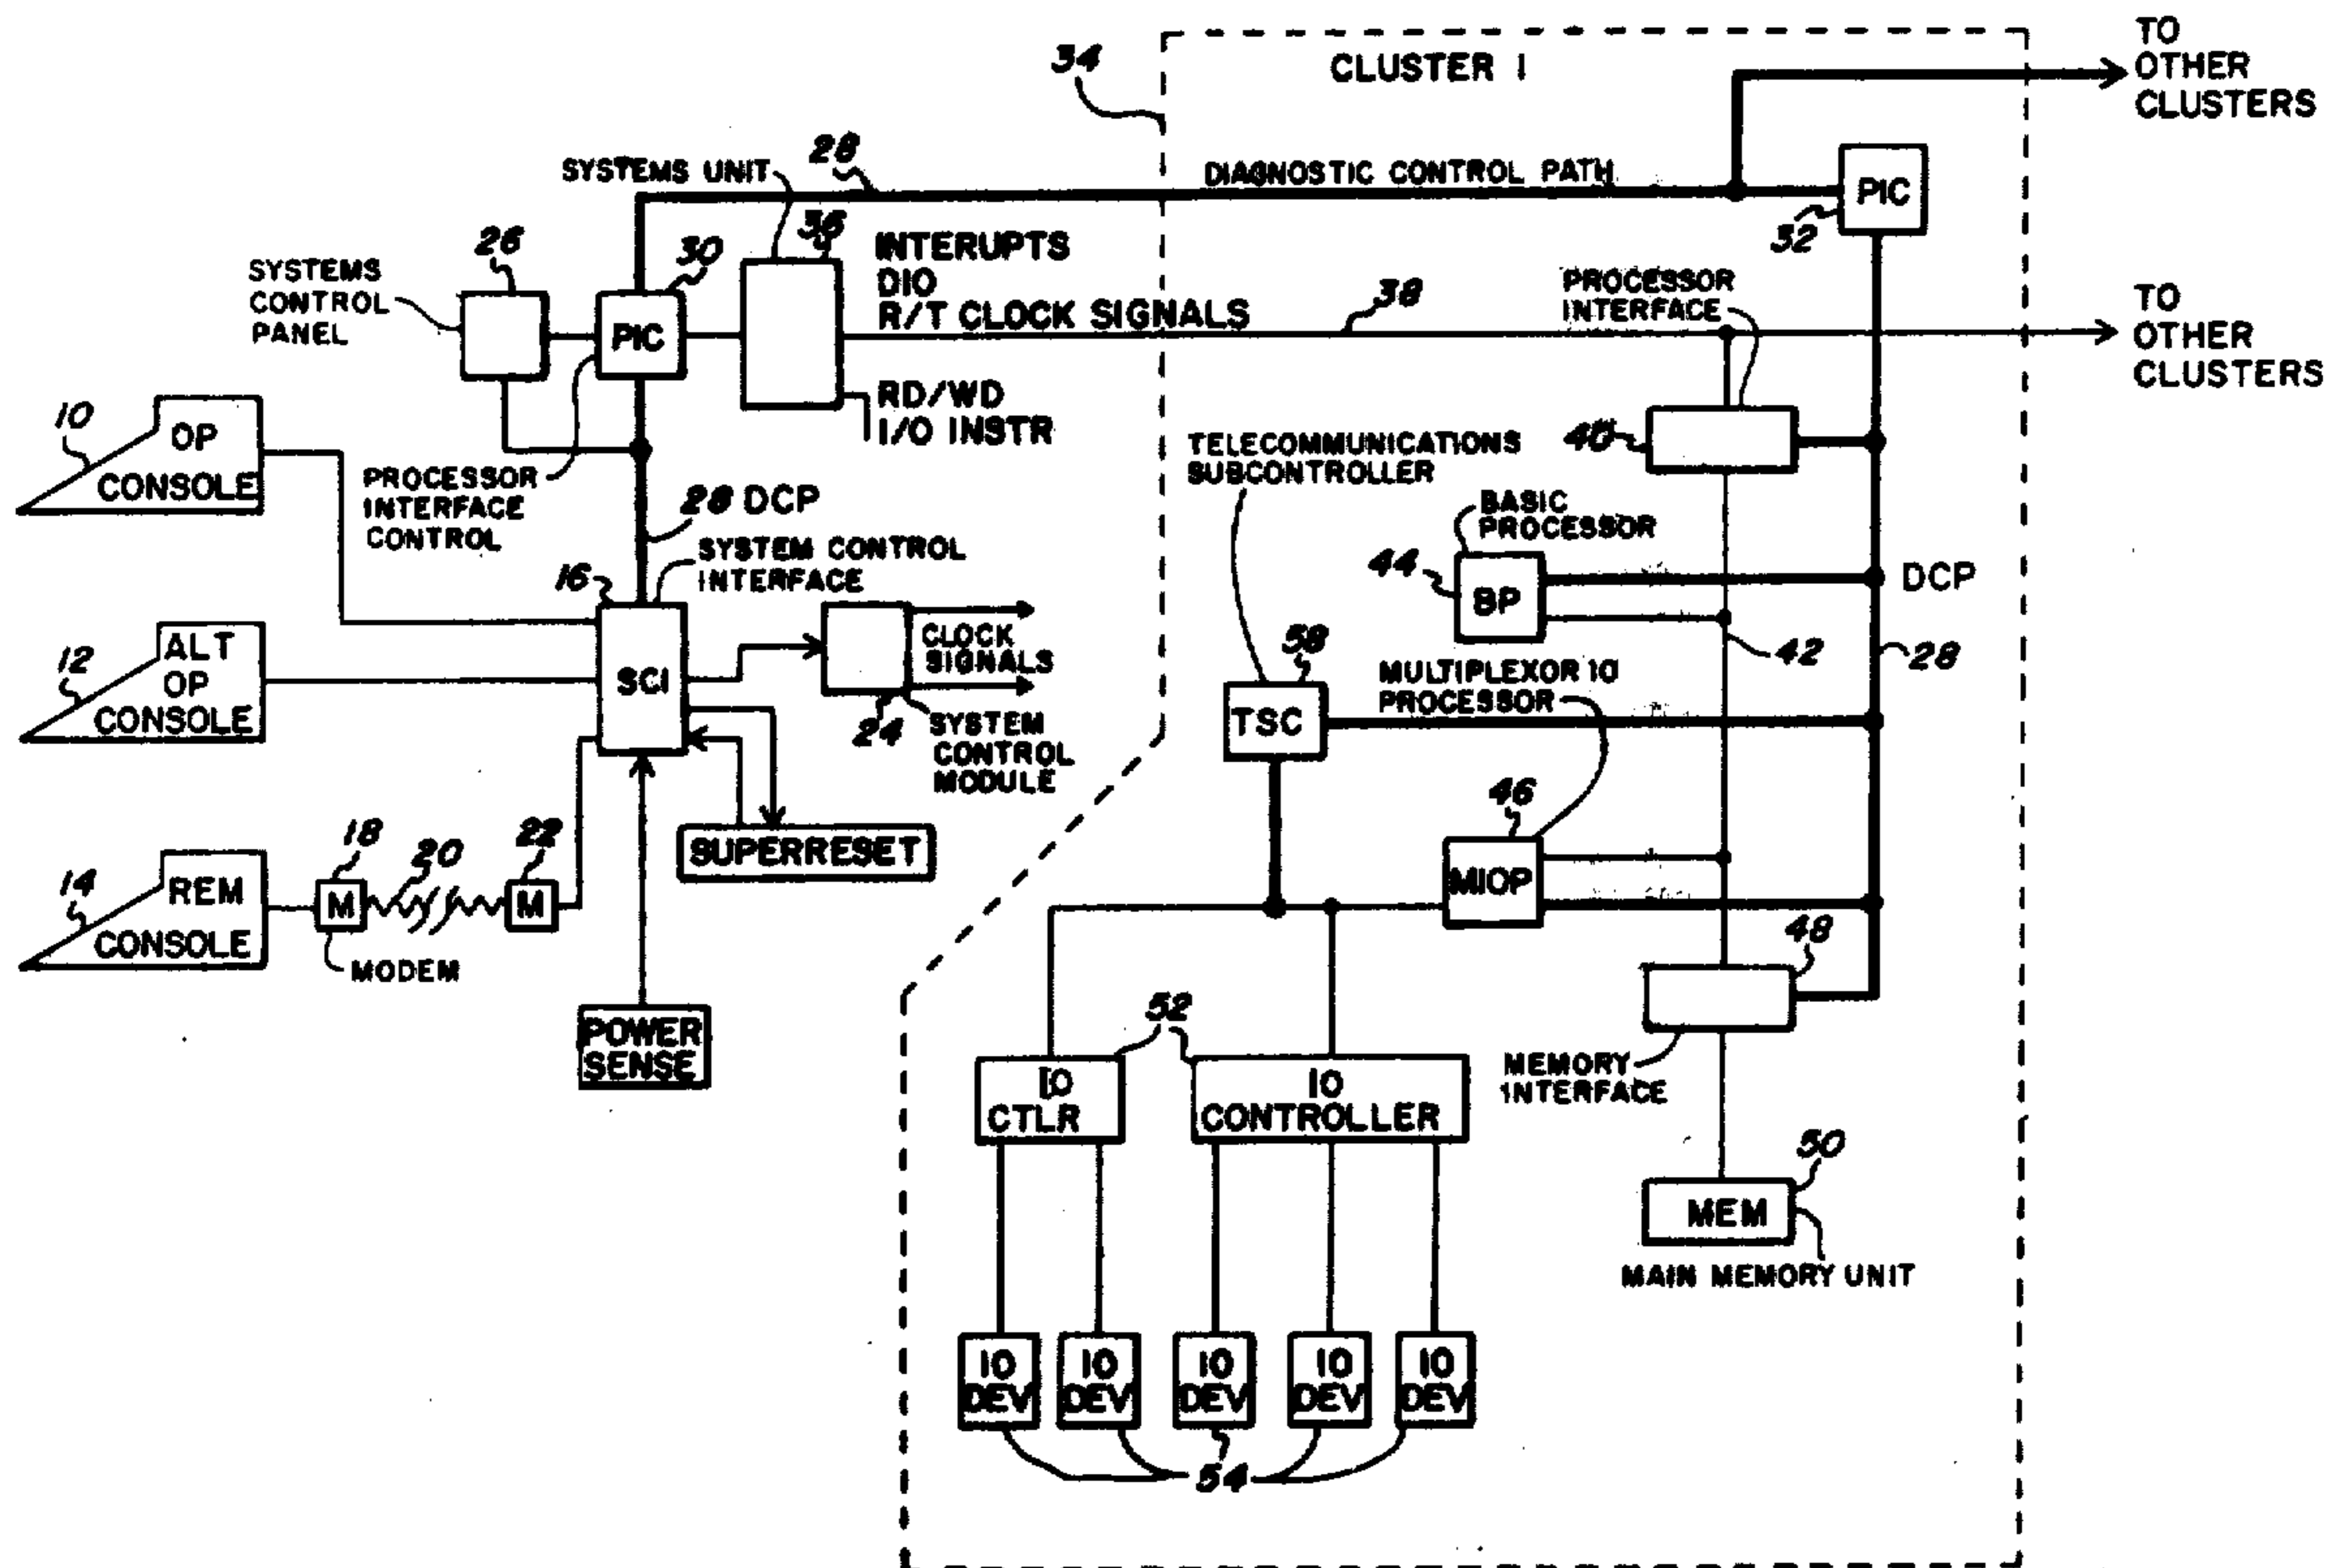 TO
OTHER
CLUSTERS
34
CLUSTER 1
SYSTEMS UNIT
28
DIAGNOSTIC CONTROL PATH
PIC
32
26
30
36
INTERUPTS
DIO
R/T CLOCK SIGNALS
38
PROCESSOR
INTERFACE
SYSTEMS
CONTROL
PANEL
PIC
TO
OTHER
CLUSTERS
RD/WD
I/O INSTR
10
OP
CONSOLE
PROCESSOR
INTERFACE
CONTROL
TELECOMMUNICATIONS
SUBCONTROLLER
40
28 DCP
BASIC
PROCESSOR
SYSTEM CONTROL
INTERFACE
16
44
BP
DCP
12
ALT
OP
CONSOLE
SCI
CLOCK
SIGNALS
58
42
28
TSC
MULTIPLEXOR IO
PROCESSOR
24
SYSTEM
CONTROL
MODULE
46
14
REM
CONSOLE
18
20
22
M
M
MODEM
SUPERRESET
MIOP
48
POWER
SENSE
52
IO
CTLR
IO
CONTROLLER
MEMORY
INTERFACE
50
MEM
MAIN MEMORY UNIT
IO
DEV
IO
DEV
IO
DEV
IO
DEV
IO
DEV
54